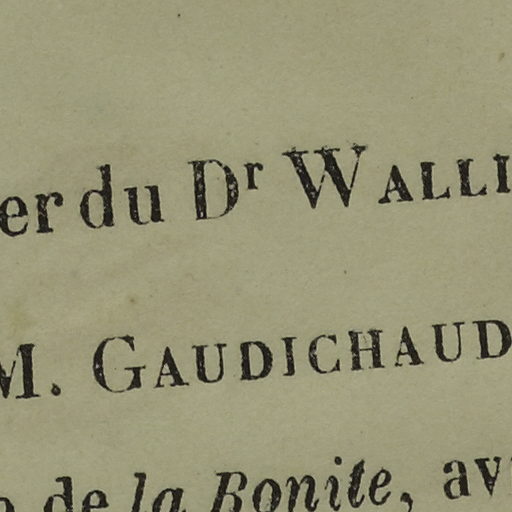 er du Dr WALLI
M. GAUDICHAUD
de la Bonite, av